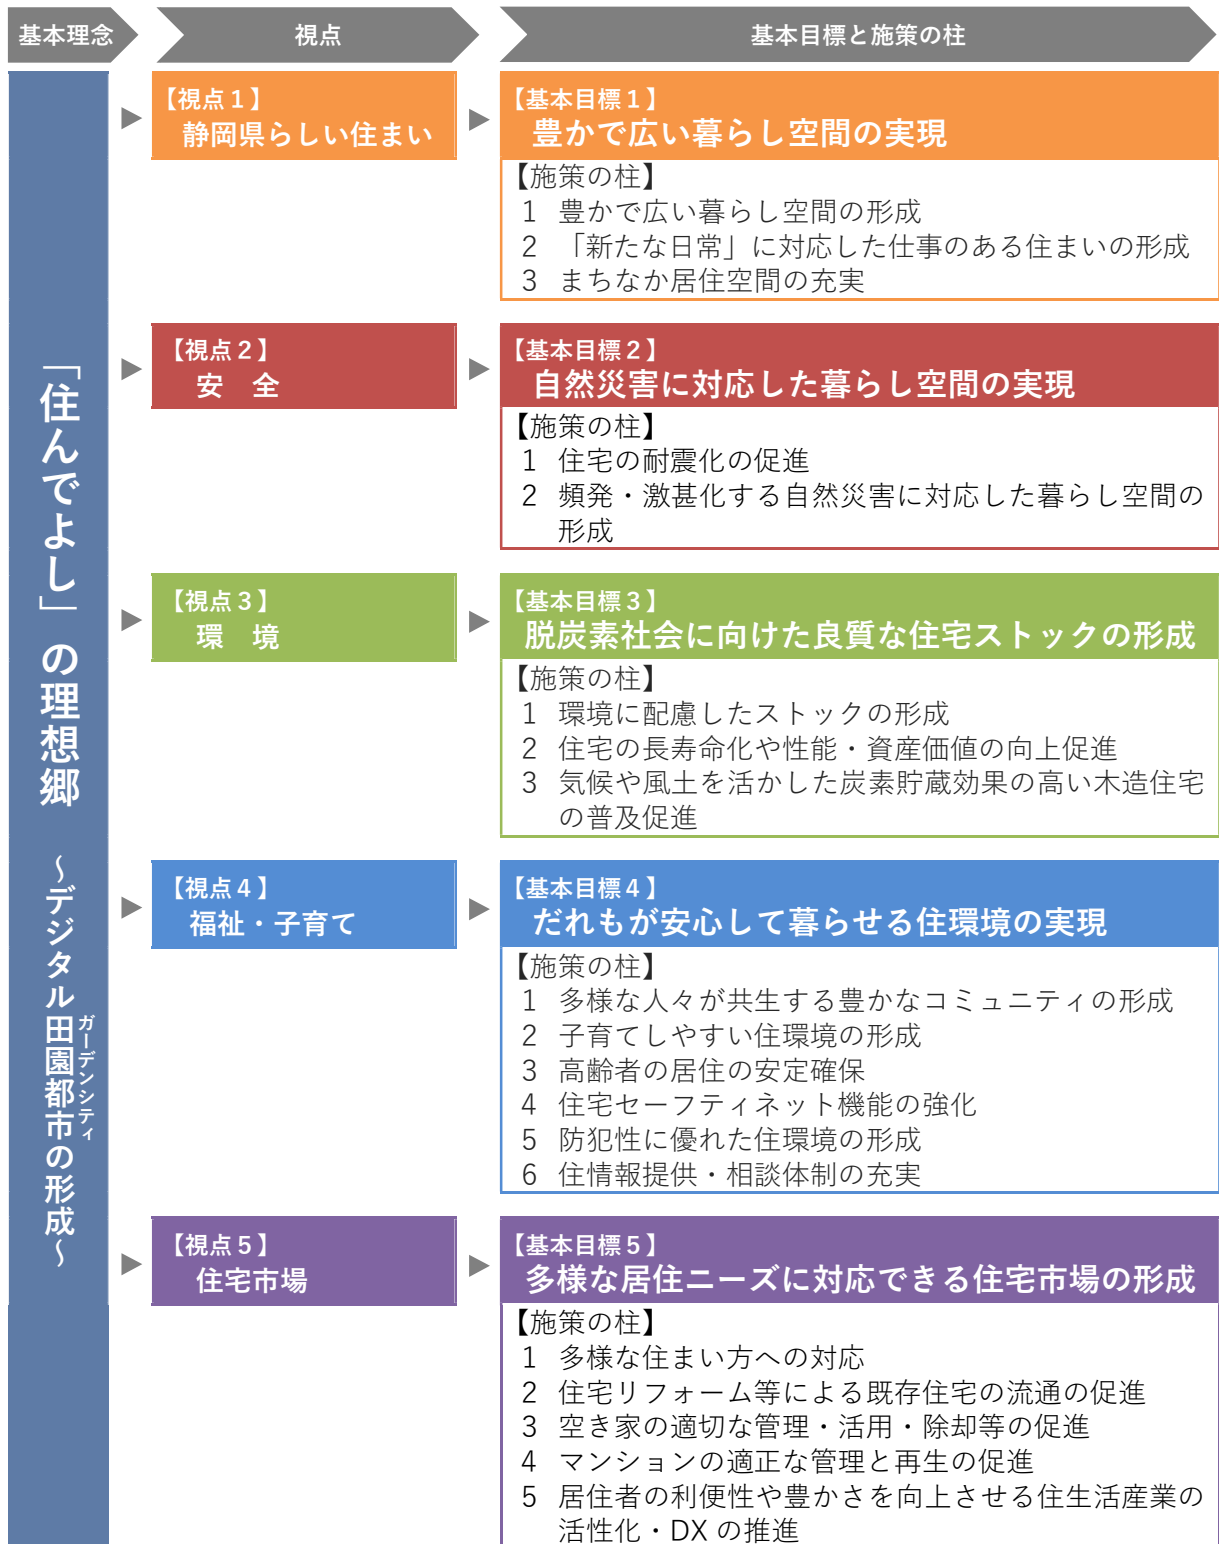 基本理念
視点
基本目標と施策の柱
「住んでよし」の理想郷 ～デジタル田園都市の形成～
ガーデンシティ
【視点１】
静岡県らしい住まい
【基本目標１】
豊かで広い暮らし空間の実現
【施策の柱】
1 豊かで広い暮らし空間の形成
2 「新たな日常」に対応した仕事のある住まいの形成
3 まちなか居住空間の充実
【視点２】
安　全
【基本目標２】
自然災害に対応した暮らし空間の実現
【施策の柱】
1 住宅の耐震化の促進
2 頻発・激甚化する自然災害に対応した暮らし空間の
形成
【視点３】
環　境
【基本目標３】
脱炭素社会に向けた良質な住宅ストックの形成
【施策の柱】
1 環境に配慮したストックの形成
2 住宅の長寿命化や性能・資産価値の向上促進
3 気候や風土を活かした炭素貯蔵効果の高い木造住宅
の普及促進
【視点４】
福祉・子育て
【基本目標４】
だれもが安心して暮らせる住環境の実現
【施策の柱】
1 多様な人々が共生する豊かなコミュニティの形成
2 子育てしやすい住環境の形成
3 高齢者の居住の安定確保
4 住宅セーフティネット機能の強化
5 防犯性に優れた住環境の形成
6 住情報提供・相談体制の充実
【視点５】
住宅市場
【基本目標５】
多様な居住ニーズに対応できる住宅市場の形成
【施策の柱】
1 多様な住まい方への対応
2 住宅リフォーム等による既存住宅の流通の促進
3 空き家の適切な管理・活用・除却等の促進
4 マンションの適正な管理と再生の促進
5 居住者の利便性や豊かさを向上させる住生活産業の
活性化・DX の推進